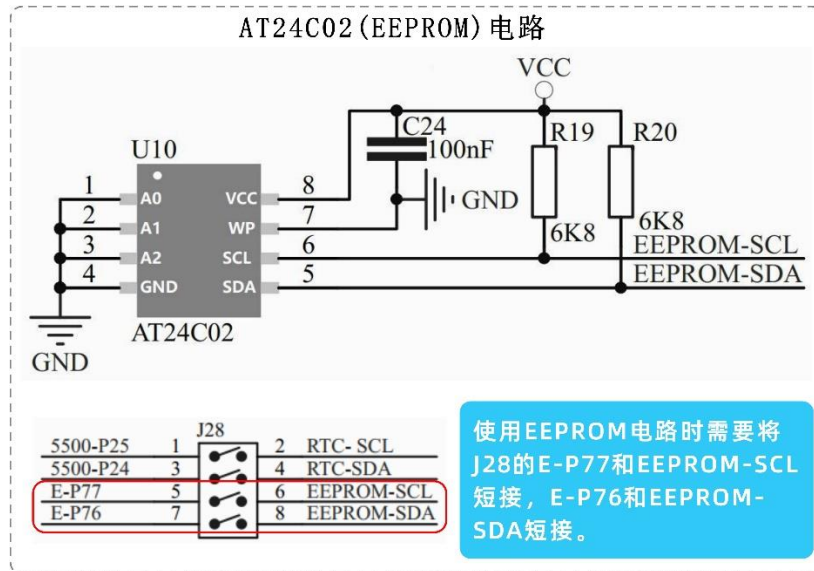 AT24C02(EEPROM)电路
VCC
C24
100nF
R19
R20
U10
1 A0 VCC 8
2 A1 WP 7
GND
3 A2 SCL 6
6K8
6K8
EEPROM-SCL
4 GND SDA 5
EEPROM-SDA
AT24C02
GND
J28
5500-P25 1 2 RTC- SCL
5500-P24 3 4 RTC-SDA
E-P77 5 6 EEPROM-SCL
E-P76 7 8 EEPROM-SDA
使用EEPROM电路时需要将
J28的E-P77和EEPROM-SCL
短接，E-P76和EEPROM-
SDA短接。